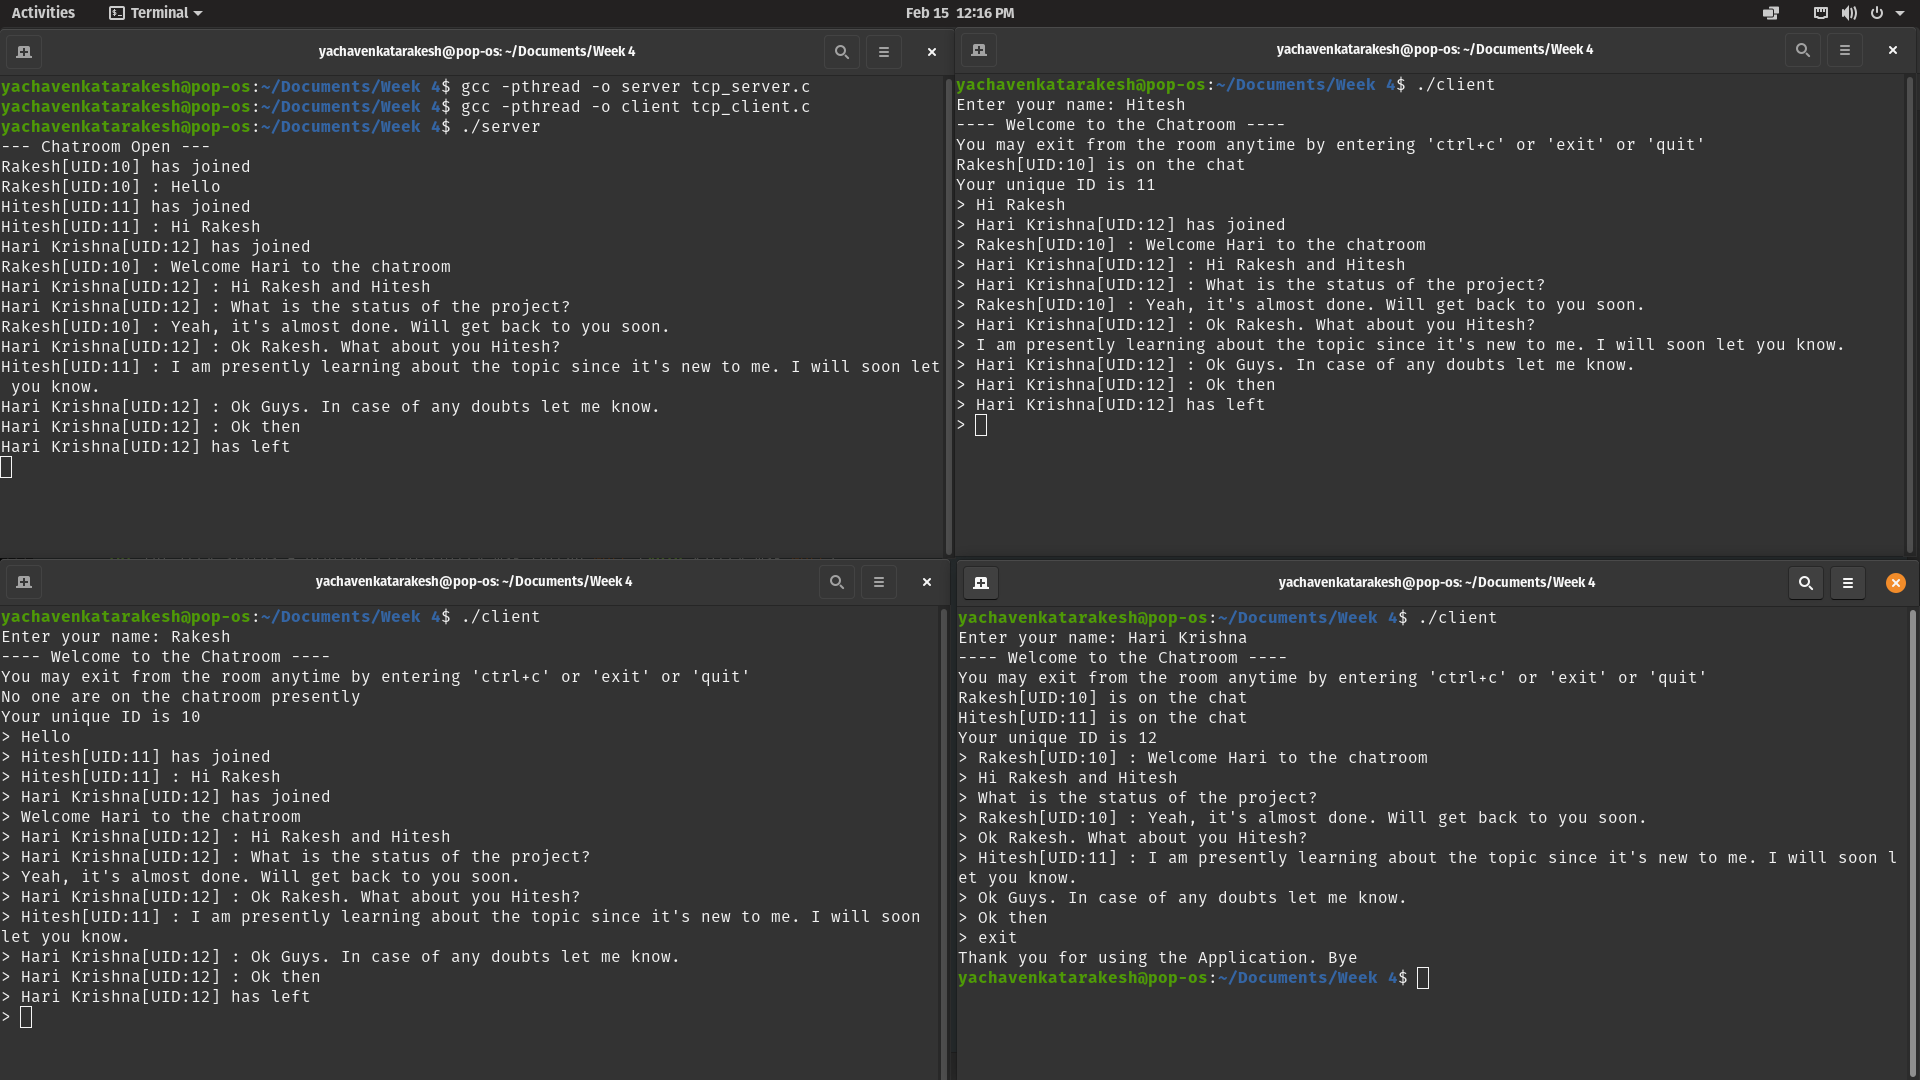 Activities
Terminal
Feb 15  12:16 PM
yachavenkatarakesh@pop-os: ~/Documents/Week 4
yachavenkatarakesh@pop-os:~/Documents/Week 4$ gcc -pthread -o server tcp_server.c
yachavenkatarakesh@pop-os:~/Documents/Week 4$ gcc -pthread -o client tcp_client.c
yachavenkatarakesh@pop-os:~/Documents/Week 4$ ./server
--- Chatroom Open ---
Rakesh[UID:10] has joined
Rakesh[UID:10] : Hello
Hitesh[UID:11] has joined
Hitesh[UID:11] : Hi Rakesh
Hari Krishna[UID:12] has joined
Rakesh[UID:10] : Welcome Hari to the chatroom
Hari Krishna[UID:12] : Hi Rakesh and Hitesh
Hari Krishna[UID:12] : What is the status of the project?
Rakesh[UID:10] : Yeah, it's almost done. Will get back to you soon.
Hari Krishna[UID:12] : Ok Rakesh. What about you Hitesh?
Hitesh[UID:11] : I am presently learning about the topic since it's new to me. I will soon let
 you know.
Hari Krishna[UID:12] : Ok Guys. In case of any doubts let me know.
Hari Krishna[UID:12] : Ok then
Hari Krishna[UID:12] has left
yachavenkatarakesh@pop-os: ~/Documents/Week 4
yachavenkatarakesh@pop-os:~/Documents/Week 4$ ./client
Enter your name: Hitesh
---- Welcome to the Chatroom ----
You may exit from the room anytime by entering 'ctrl+c' or 'exit' or 'quit'
Rakesh[UID:10] is on the chat
Your unique ID is 11
> Hi Rakesh
> Hari Krishna[UID:12] has joined
> Rakesh[UID:10] : Welcome Hari to the chatroom
> Hari Krishna[UID:12] : Hi Rakesh and Hitesh
> Hari Krishna[UID:12] : What is the status of the project?
> Rakesh[UID:10] : Yeah, it's almost done. Will get back to you soon.
> Hari Krishna[UID:12] : Ok Rakesh. What about you Hitesh?
> I am presently learning about the topic since it's new to me. I will soon let you know.
> Hari Krishna[UID:12] : Ok Guys. In case of any doubts let me know.
> Hari Krishna[UID:12] : Ok then
> Hari Krishna[UID:12] has left
>
yachavenkatarakesh@pop-os: ~/Documents/Week 4
yachavenkatarakesh@pop-os:~/Documents/Week 4$ ./client
Enter your name: Rakesh
---- Welcome to the Chatroom ----
You may exit from the room anytime by entering 'ctrl+c' or 'exit' or 'quit'
No one are on the chatroom presently
Your unique ID is 10
> Hello
> Hitesh[UID:11] has joined
> Hitesh[UID:11] : Hi Rakesh
> Hari Krishna[UID:12] has joined
> Welcome Hari to the chatroom
> Hari Krishna[UID:12] : Hi Rakesh and Hitesh
> Hari Krishna[UID:12] : What is the status of the project?
> Yeah, it's almost done. Will get back to you soon.
> Hari Krishna[UID:12] : Ok Rakesh. What about you Hitesh?
> Hitesh[UID:11] : I am presently learning about the topic since it's new to me. I will soon
let you know.
> Hari Krishna[UID:12] : Ok Guys. In case of any doubts let me know.
> Hari Krishna[UID:12] : Ok then
> Hari Krishna[UID:12] has left
>
yachavenkatarakesh@pop-os: ~/Documents/Week 4
yachavenkatarakesh@pop-os:~/Documents/Week 4$ ./client
Enter your name: Hari Krishna
---- Welcome to the Chatroom ----
You may exit from the room anytime by entering 'ctrl+c' or 'exit' or 'quit'
Rakesh[UID:10] is on the chat
Hitesh[UID:11] is on the chat
Your unique ID is 12
> Rakesh[UID:10] : Welcome Hari to the chatroom
> Hi Rakesh and Hitesh
> What is the status of the project?
> Rakesh[UID:10] : Yeah, it's almost done. Will get back to you soon.
> Ok Rakesh. What about you Hitesh?
> Hitesh[UID:11] : I am presently learning about the topic since it's new to me. I will soon l
et you know.
> Ok Guys. In case of any doubts let me know.
> Ok then
> exit
Thank you for using the Application. Bye
yachavenkatarakesh@pop-os:~/Documents/Week 4$